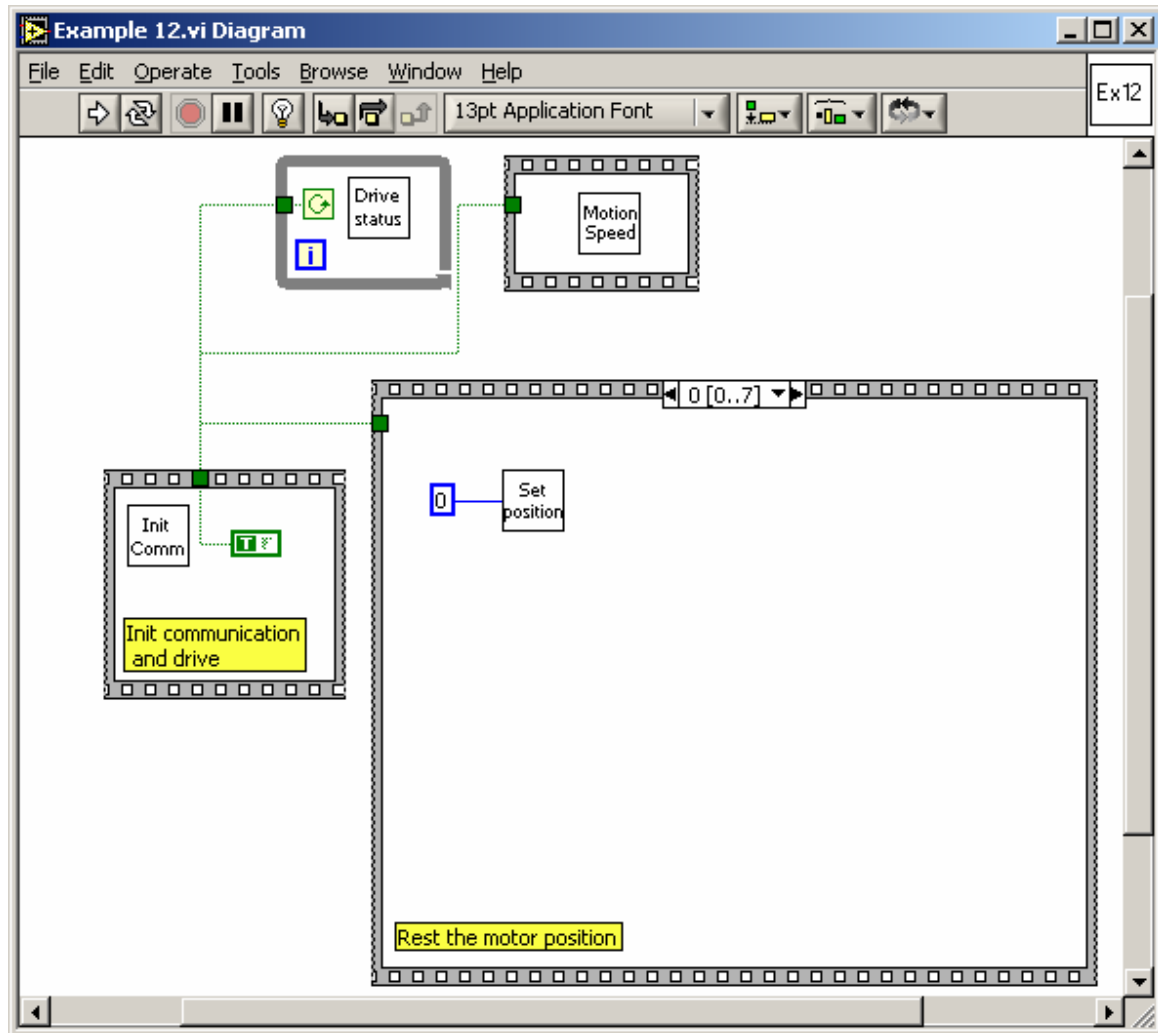 Example 12.vi Diagram
File Edit Operate Tools Browse Window Help
13pt Application Font
Ex12
Drive
status
i
Motion
Speed
0 [0..7]
0
Set
position
Init
Comm
T
Init communication
and drive
Rest the motor position